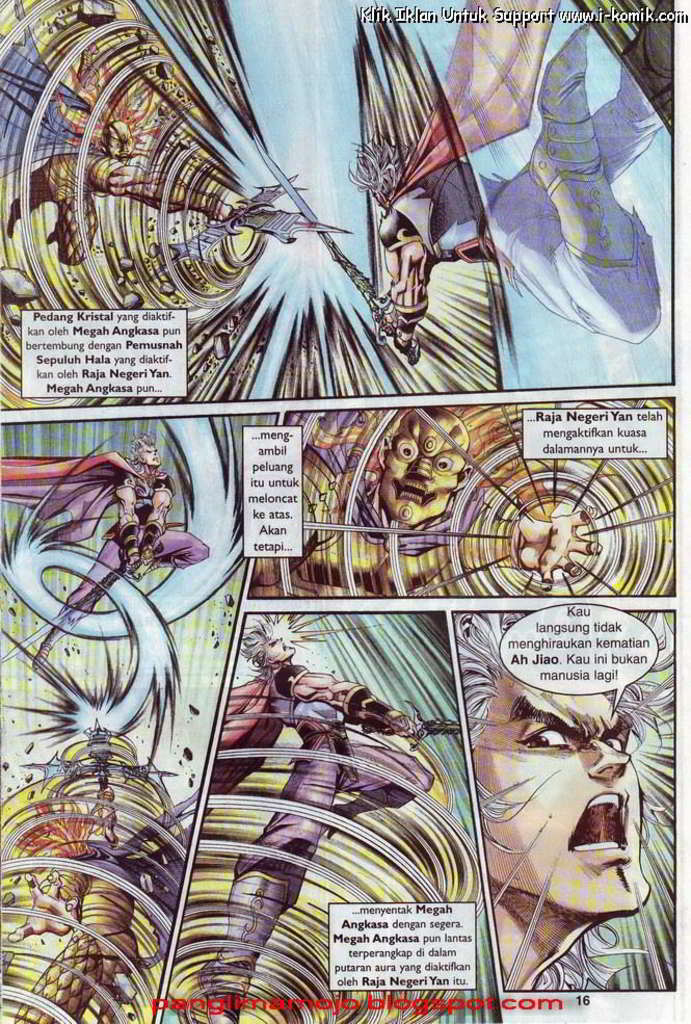 Klik Iklan Untuk Support www.i-komik.com
Pedang Kristal yang diaktif-
kan oleh Megah Angkasa pun
bertembung dengan Pemusnah
Sepuluh Hala yang diaktif-
kan oleh Raja Negeri Yan.
Megah Angkasa pun...
...meng-
ambil
peluang
itu untuk
meloncat
ke atas.
Akan
tetapi...
...Raja Negeri Yan telah
mengaktifkan kuasa
dalamannya untuk...
...menyentak Megah
Angkasa dengan segera.
Megah Angkasa pun lantas
terperangkap di dalam
putaran aura yang diaktifkan
oleh Raja Negeri Yan itu.
Kau
langsung tidak
menghiraukan kematian
Ah Jiao. Kau ini bukan
manusia lagi!
panglimamojo.blogspot.com
16